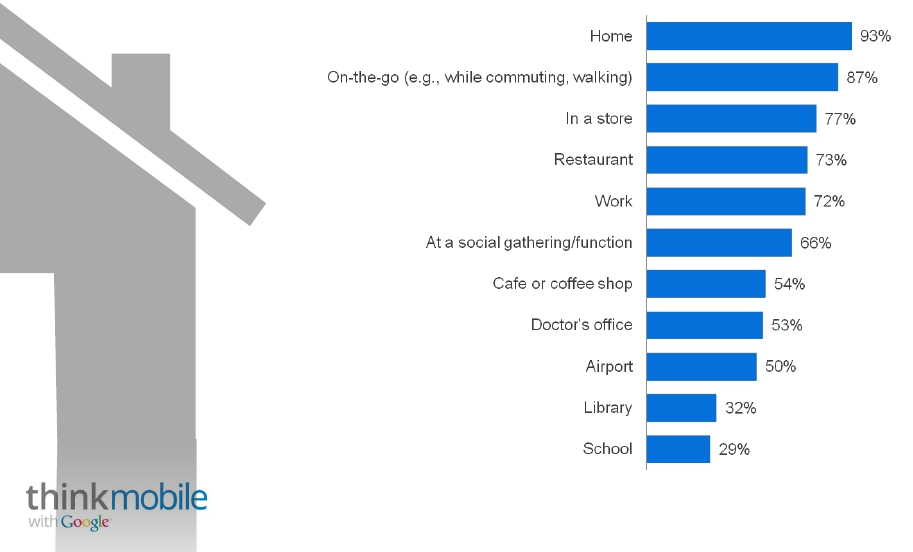 Home 93%
On-the-go (e.g., while commuting, walking) 87%
In a store 77%
Restaurant 73%
Work 72%
At a social gathering/function 66%
Cafe or coffee shop 54%
Doctor's office 53%
Airport 50%
Library 32%
School 29%
thinkmobile
with Google